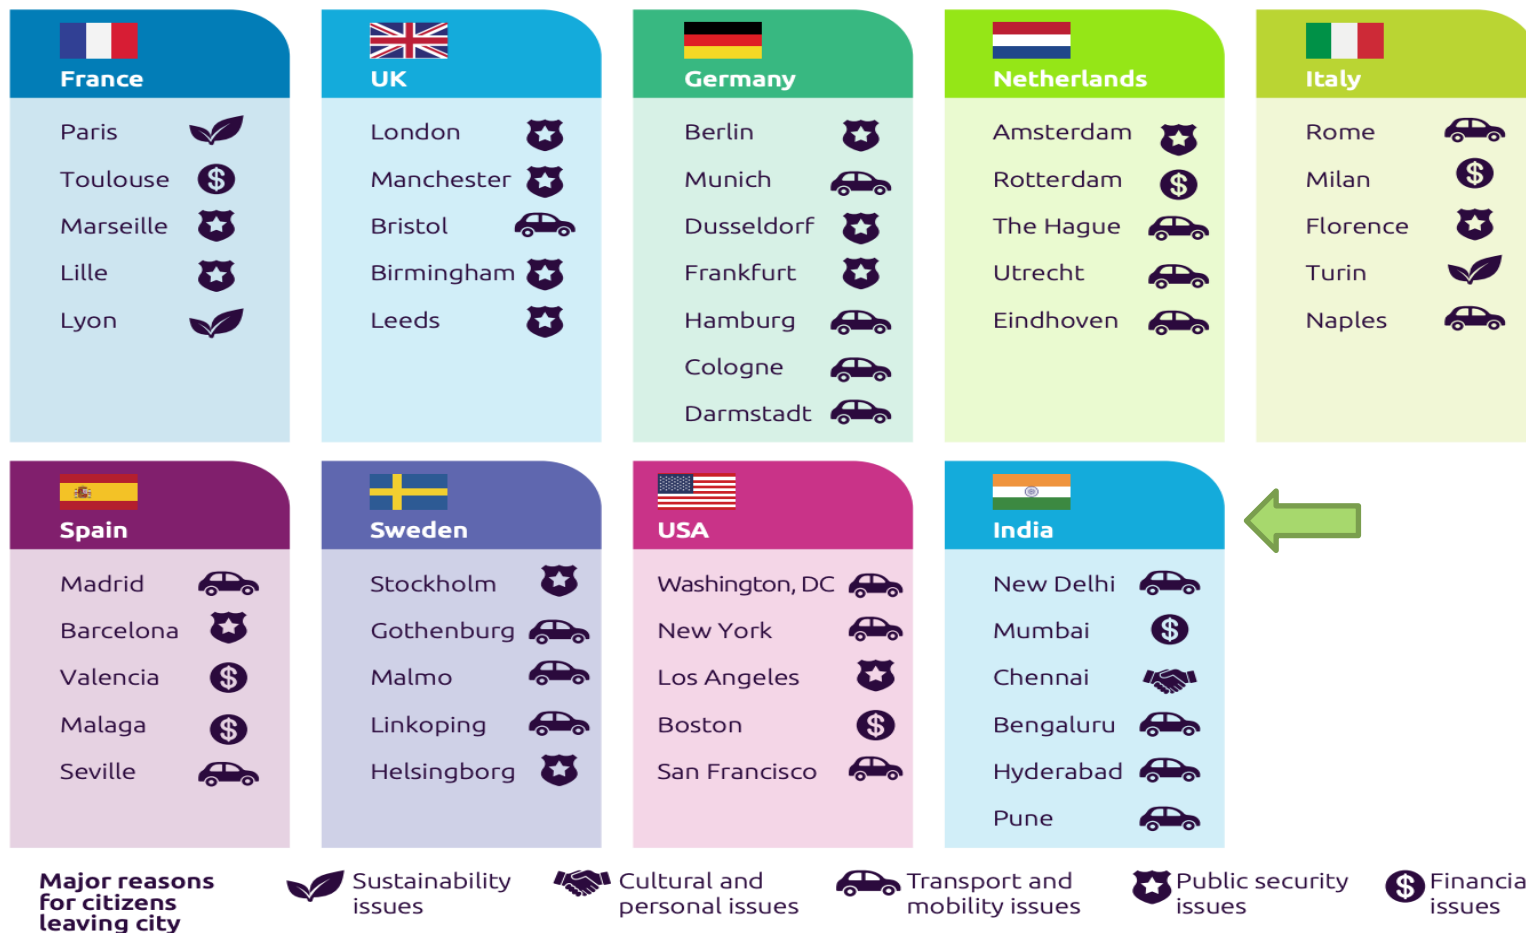 France
Paris
Toulouse
Marseille
Lille
Lyon
UK
London
Manchester
Bristol
Birmingham
Leeds
Germany
Berlin
Munich
Dusseldorf
Frankfurt
Hamburg
Cologne
Darmstadt
Netherlands
Amsterdam
Rotterdam
The Hague
Utrecht
Eindhoven
Italy
Rome
Milan
Florence
Turin
Naples
Spain
Madrid
Barcelona
Valencia
Malaga
Seville
Sweden
Stockholm
Gothenburg
Malmo
Linkoping
Helsingborg
USA
Washington, DC
New York
Los Angeles
Boston
San Francisco
India
New Delhi
Mumbai
Chennai
Bengaluru
Hyderabad
Pune
Major reasons
for citizens
leaving city
Sustainability
issues
Cultural and
personal issues
Transport and
mobility issues
Public security
issues
Financia
issues